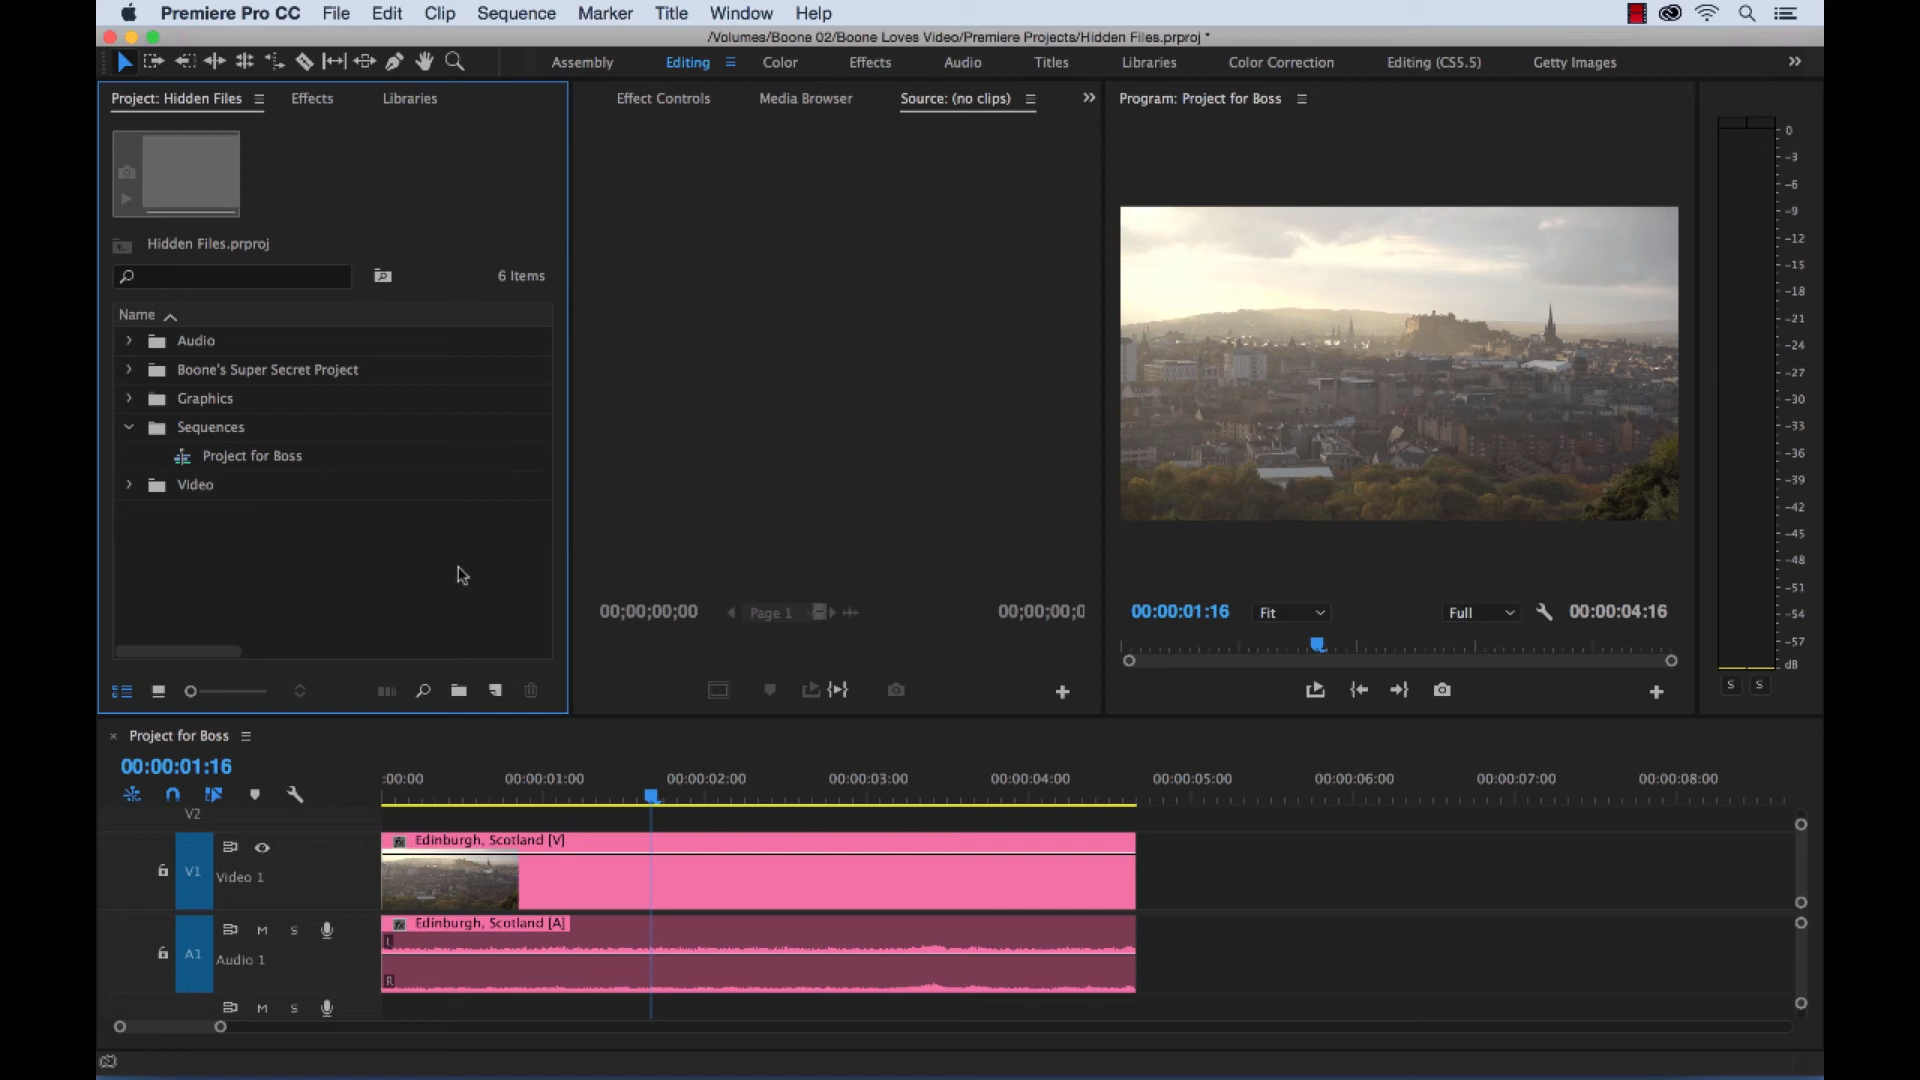 Premiere Pro CC File Edit Clip Sequence Marker Title Window Help
/Volumes/Boone 02/Boone Loves Video/Premiere Projects/Hidden Files.prproj *
Assembly Editing Color Effects Audio Titles Libraries Color Correction Editing (CS5.5) Getty Images
Project: Hidden Files Effects Libraries
Effect Controls Media Browser Source: (no clips)
Program: Project for Boss
Hidden Files.prproj
6 Items
Name
Audio
Boone's Super Secret Project
Graphics
Sequences
Project for Boss
Video
00;00;00;00 Page 1 00;00;00;0
00:00:01:16 Fit Full 00:00:04:16
0
-3
-6
-9
-12
-15
-18
-21
-24
-27
-30
-33
-36
-39
-42
-45
-48
-51
-54
-57
dB
S S
Project for Boss
00:00:01:16
:00:00 00:00:01:00 00:00:02:00 00:00:03:00 00:00:04:00 00:00:05:00 00:00:06:00 00:00:07:00 00:00:08:00
V2
Edinburgh, Scotland [V]
V1 Video 1
Edinburgh, Scotland [A]
M S
L
A1 Audio 1
R
M S